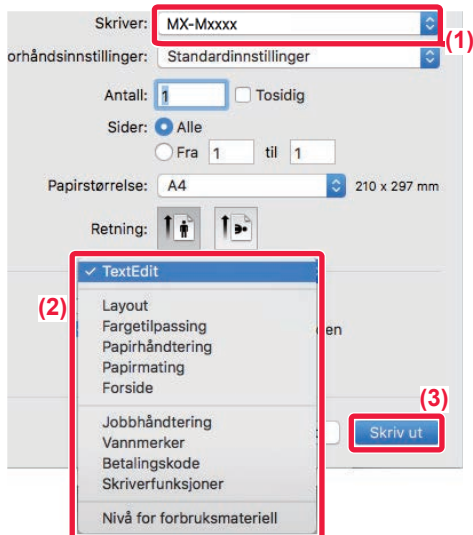 Skriver: MX-Mxxxx
(1)
orhåndsinnstillinger: Standardinnstillinger
Antall: 1 Tosidig
Sider: Alle
Fra 1 til 1
Papirstørrelse: A4 210 x 297 mm
Retning:
TextEdit
(2)
Layout
Fargetilpassing
en
Papirhåndtering
Papirmating
Forside
(3)
Jobbhåndtering
Skriv ut
Vannmerker
Betalingskode
Skriverfunksjoner
Nivå for forbruksmateriell